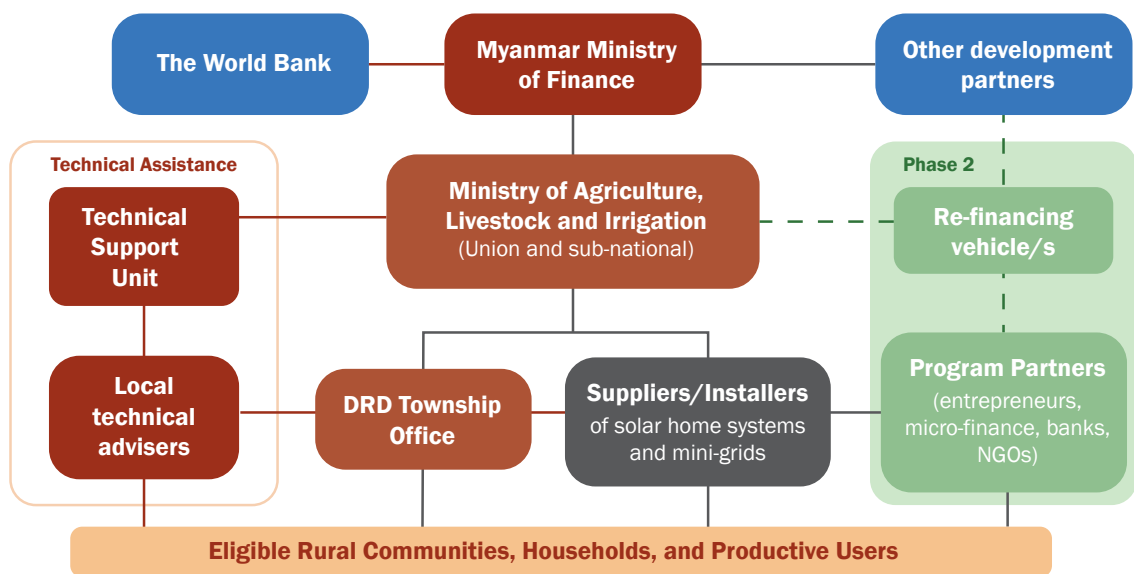 The World Bank
Myanmar Ministry
of Finance
Other development
partners
Technical Assistance
Technical
Support
Unit
Ministry of Agriculture,
Livestock and Irrigation
(Union and sub-national)
Phase 2
Re-financing
vehicle/s
Local
technical
advisers
DRD Township
Office
Suppliers/Installers
of solar home systems
and mini-grids
Program Partners
(entrepreneurs,
micro-finance, banks,
NGOs)
Eligible Rural Communities, Households, and Productive Users